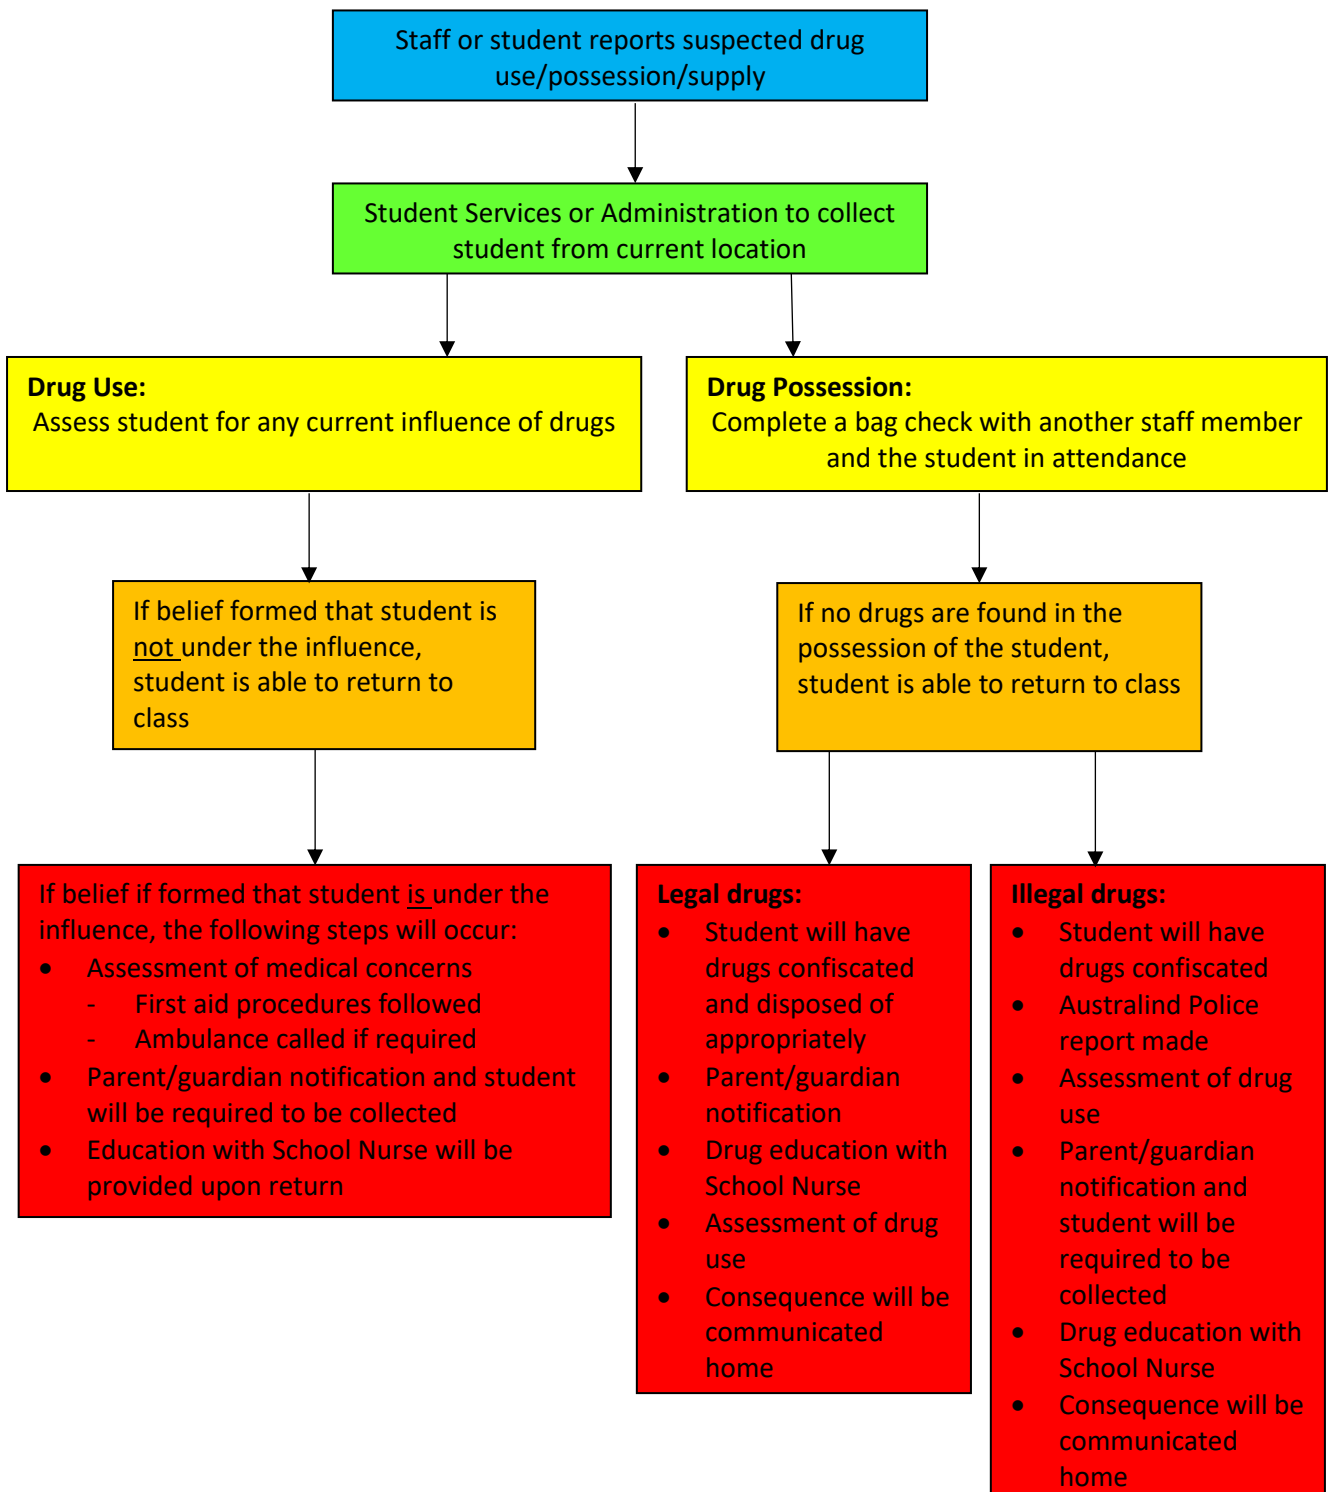 Staff or student reports suspected drug
use/possession/supply
Student Services or Administration to collect
student from current location
Drug Use:
Assess student for any current influence of drugs
Drug Possession:
Complete a bag check with another staff member
and the student in attendance
If belief formed that student is
not under the influence,
student is able to return to
class
If no drugs are found in the
possession of the student,
student is able to return to class
If belief if formed that student is under the
influence, the following steps will occur:
• Assessment of medical concerns
- First aid procedures followed
- Ambulance called if required
• Parent/guardian notification and student
will be required to be collected
• Education with School Nurse will be
provided upon return
Legal drugs:
• Student will have
drugs confiscated
and disposed of
appropriately
• Parent/guardian
notification
• Drug education with
School Nurse
• Assessment of drug
use
• Consequence will be
communicated
home
Illegal drugs:
• Student will have
drugs confiscated
• Australind Police
report made
• Assessment of drug
use
• Parent/guardian
notification and
student will be
required to be
collected
• Drug education with
School Nurse
• Consequence will be
communicated
home